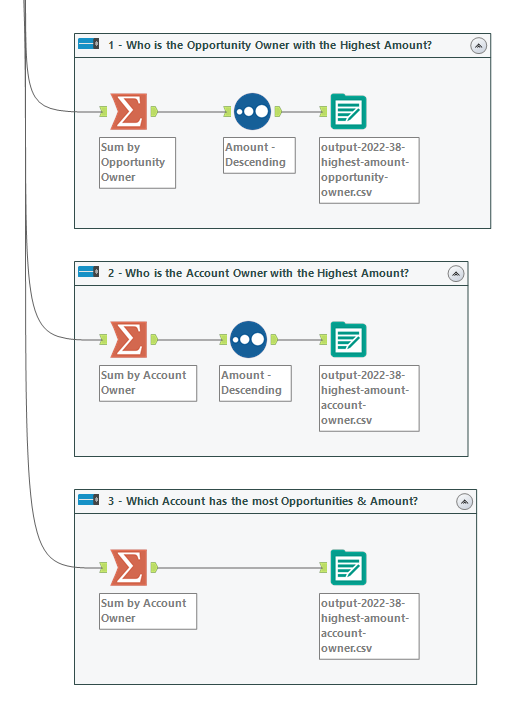 1 - Who is the Opportunity Owner with the Highest Amount?
Sum by
Opportunity
Owner
Amount -
Descending
output-2022-38-
highest-amount-
opportunity-
owner.csv
2 - Who is the Account Owner with the Highest Amount?
Sum by Account
Owner
Amount -
Descending
output-2022-38-
highest-amount-
account-
owner.csv
3 - Which Account has the most Opportunities & Amount?
Sum by Account
Owner
output-2022-38-
highest-amount-
account-
owner.csv